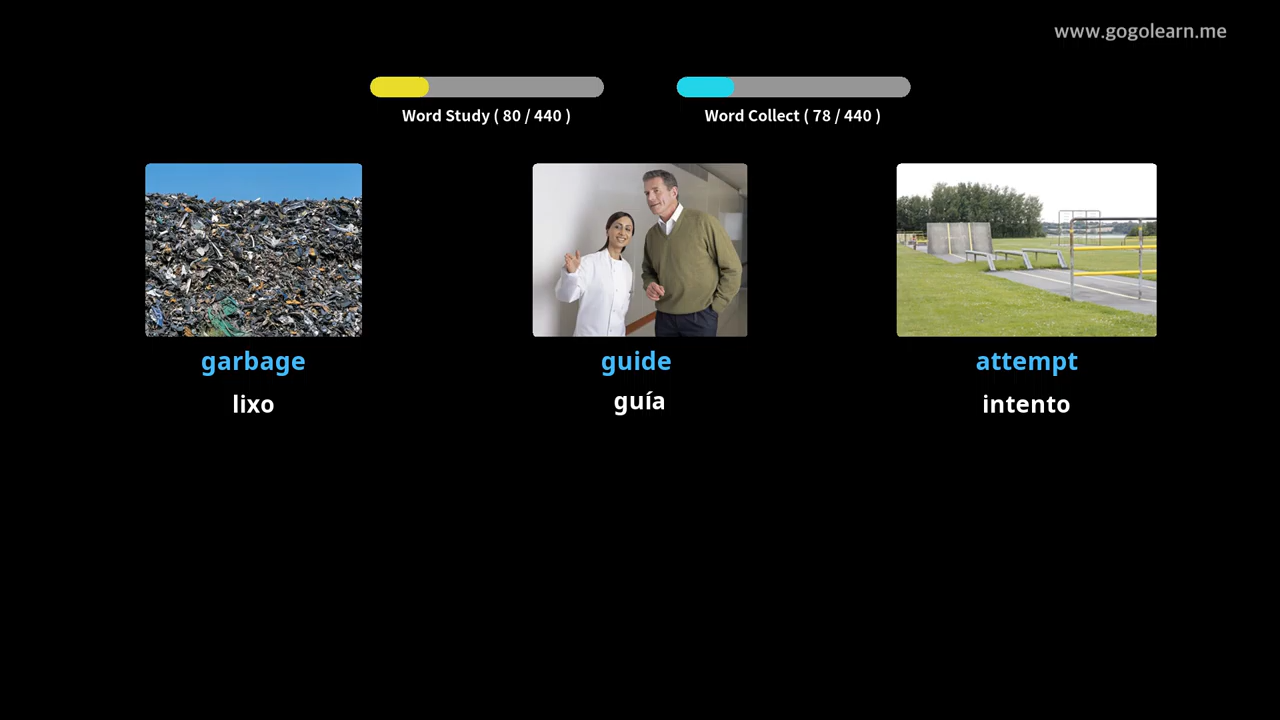 www.gogolearn.me
Word Study ( 80 / 440 )
Word Collect ( 78 / 440 )
garbage
guide
attempt
lixo
guía
intento